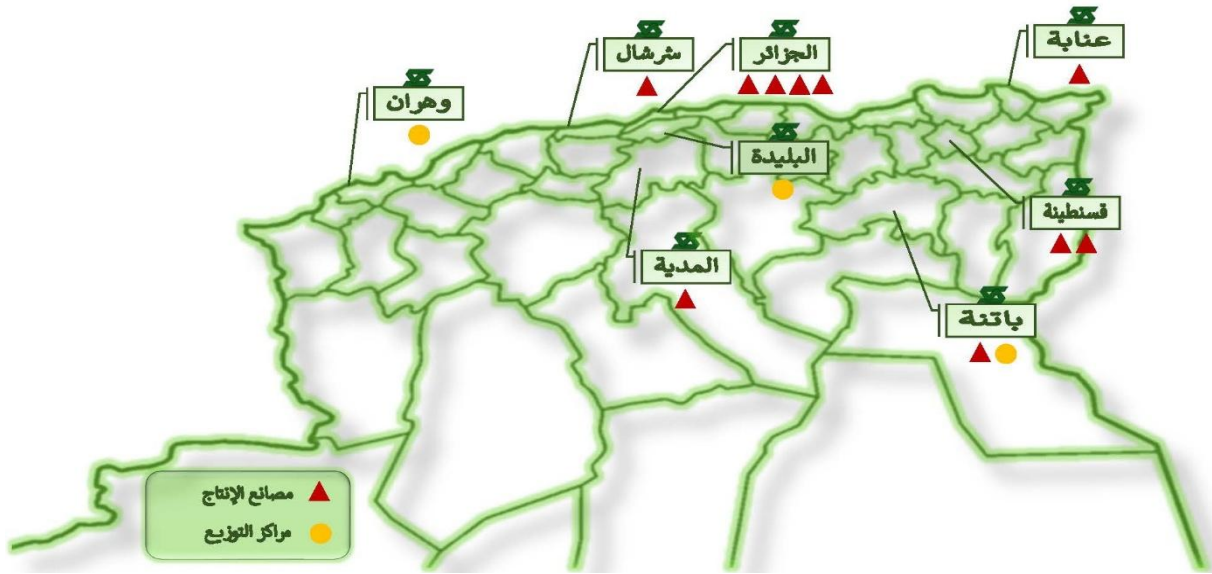 عنابة
الجزائر
شرشال
وهران
البليدة
قسنطينة
المدية
باتنة
مصانع الإنتاج
مراكز التوزيع